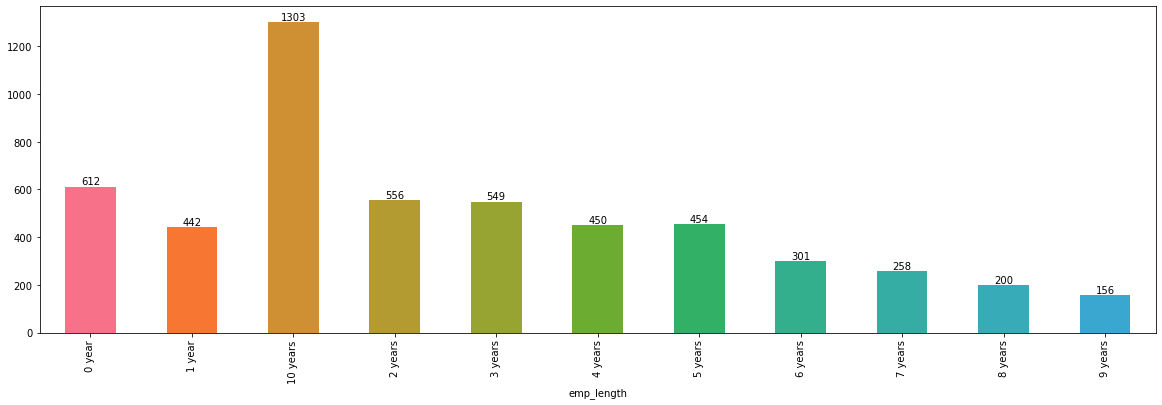 1303
1200
1000
800
600
400
200
0
612
442
556
549
450
454
301
258
200
156
0 year
1 year
10 years
2 years
3 years
4 years
5 years
6 years
7 years
8 years
9 years
emp_length